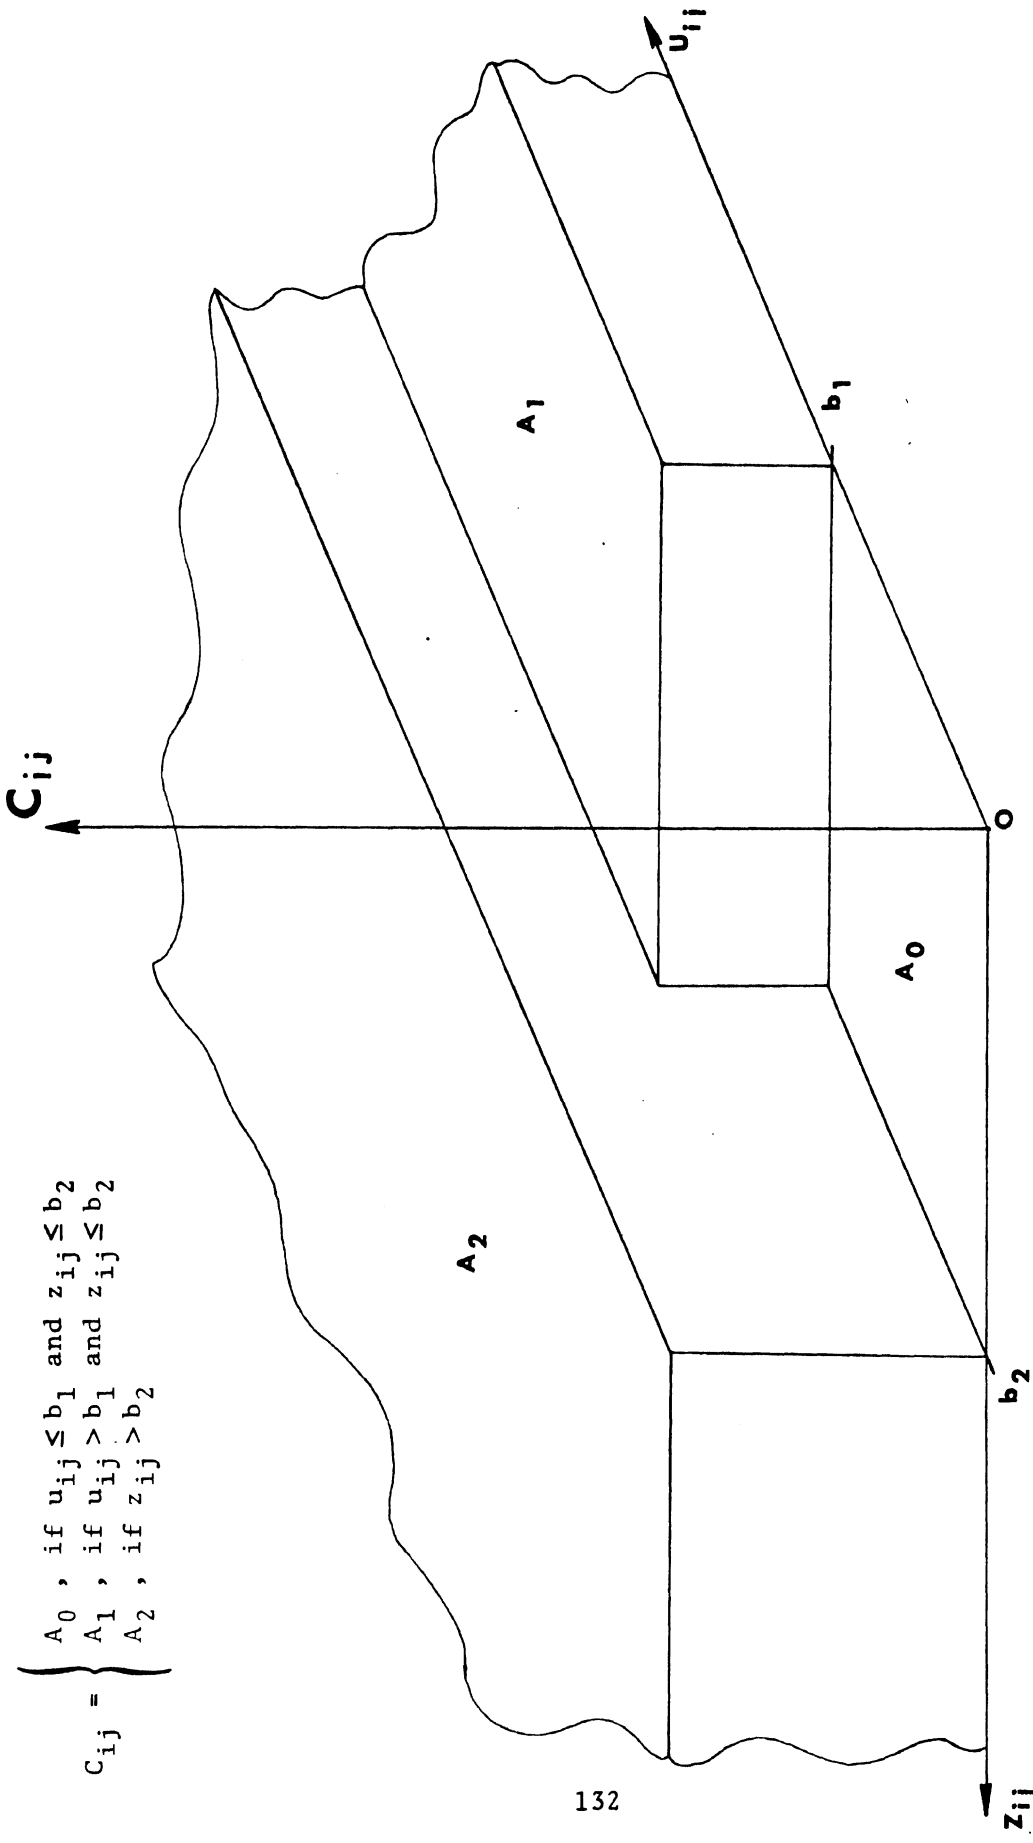 C_ij = { A_0 , if u_ij ≤ b_1 and z_ij ≤ b_2
A_1 , if u_ij > b_1 and z_ij ≤ b_2
A_2 , if z_ij > b_2
C_ij
A_2
A_1
A_0
U_ij
b_1
O
b_2
Z_ij
132